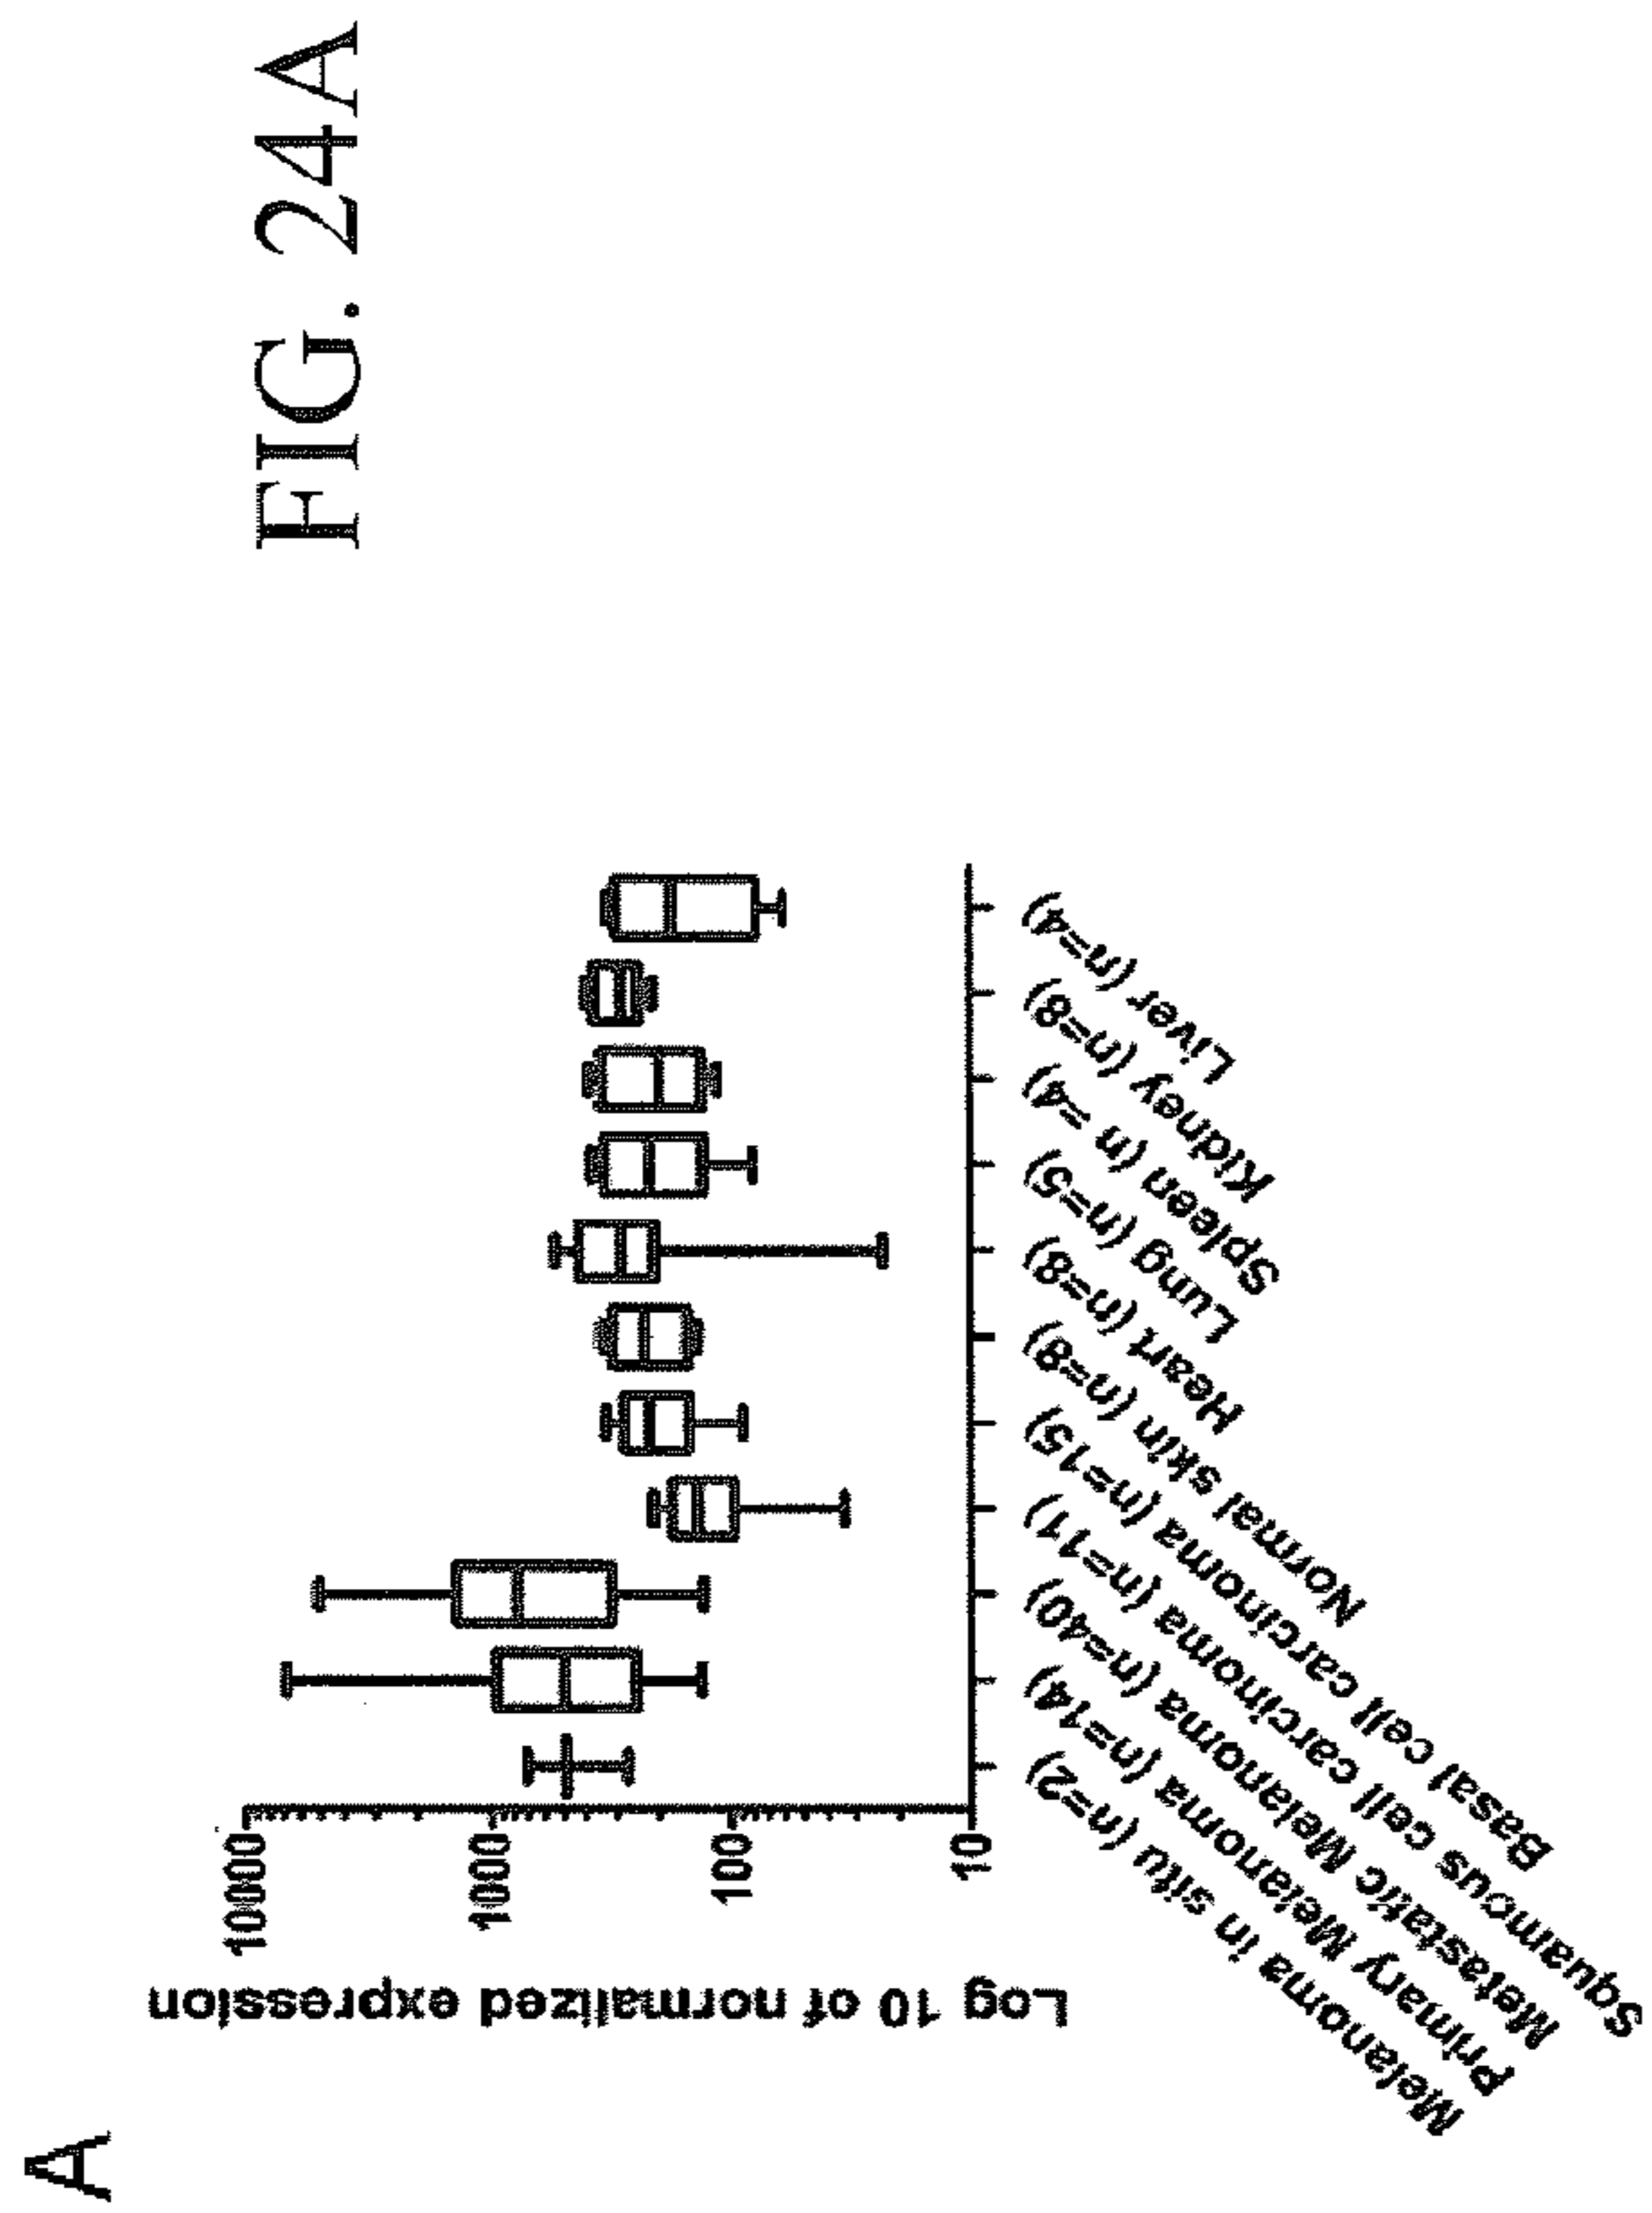 FIG. 24A
A
Log 10 of normalized expression
10000
1000
100
10
Melanoma in situ (n=2)
Primary Melanoma (n=14)
Metastatic Melanoma (n=40)
Squamous cell carcinoma (n=11)
Basal cell carcinoma (n=15)
Normal skin (n=8)
Heart (n=8)
Lung (n=5)
Spleen (n =4)
Kidney (n=8)
Liver (n=4)